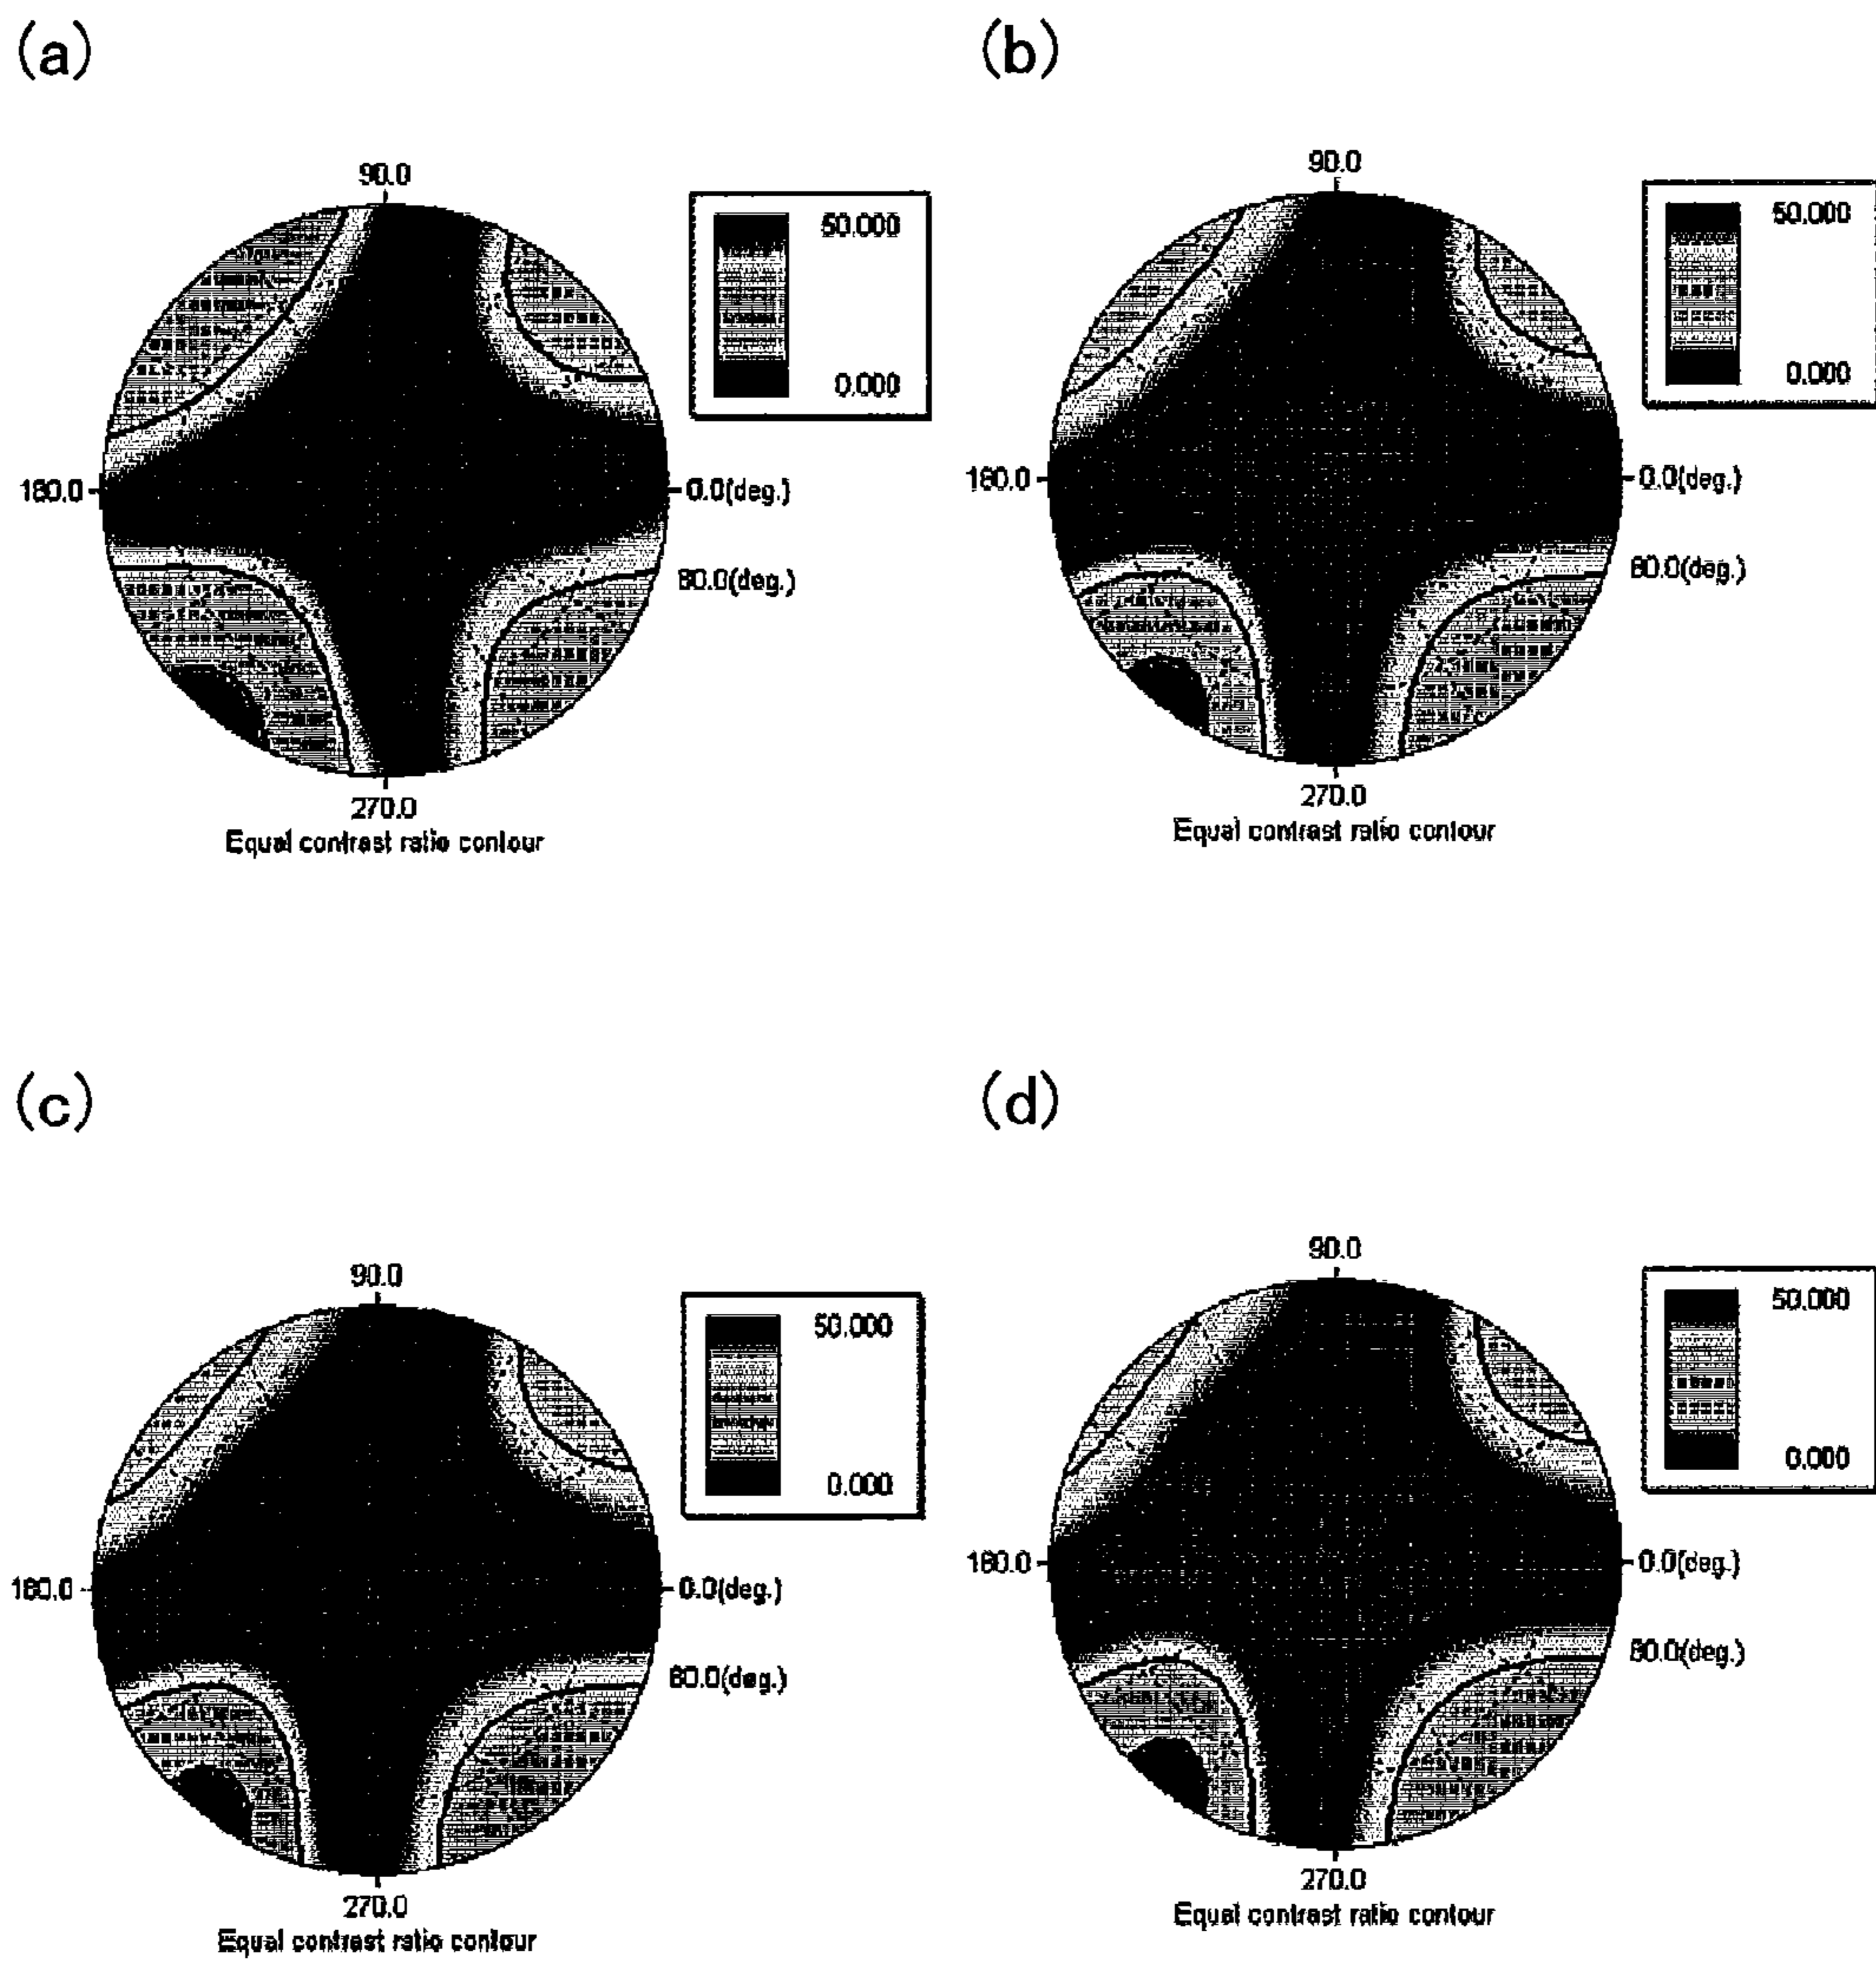 (a)
(b)
90.0
50.000
0.000
180.0
0.0(deg.)
80.0(deg.)
270.0
Equal contrast ratio contour
90.0
50.000
0.000
180.0
0.0(deg.)
80.0(deg.)
270.0
Equal contrast ratio contour
(c)
(d)
90.0
50.000
0.000
180.0
0.0(deg.)
80.0(deg.)
270.0
Equal contrast ratio contour
90.0
50.000
0.000
180.0
0.0(deg.)
80.0(deg.)
270.0
Equal contrast ratio contour